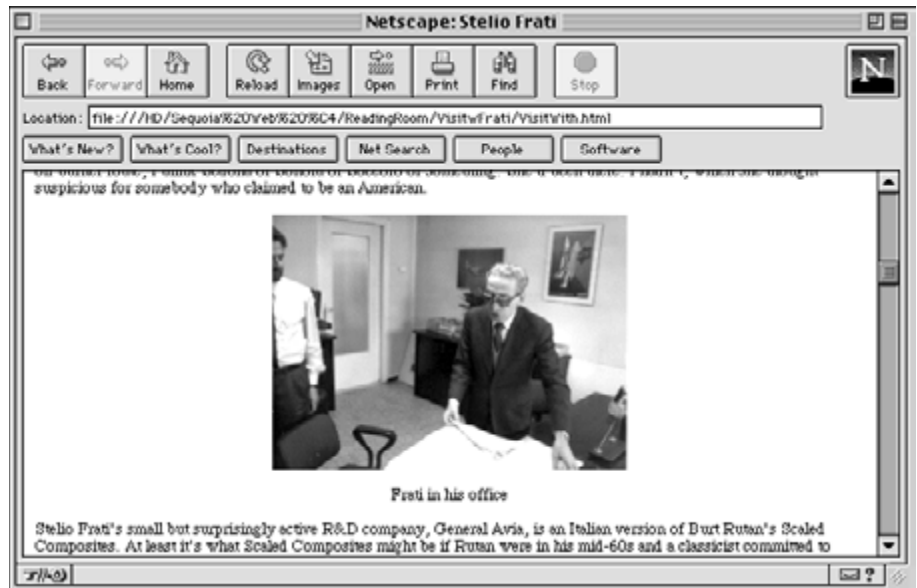 Netscape: Stelio Frati
Back Forward Home Reload Images Open Print Find Stop
N
Location: file:///HD/Sequoia%20Web%20%C4/ReadingRoom/VisitwFrati/VisitWith.html
What's New? What's Cool? Destinations Net Search People Software
suspicious for somebody who claimed to be an American.
Frati in his office
Stelio Frati's small but surprisingly active R&D company, General Avia, is an Italian version of Burt Rutan's Scaled
Composites. At least it's what Scaled Composites might be if Rutan were in his mid-60s and a classicist committed to
?